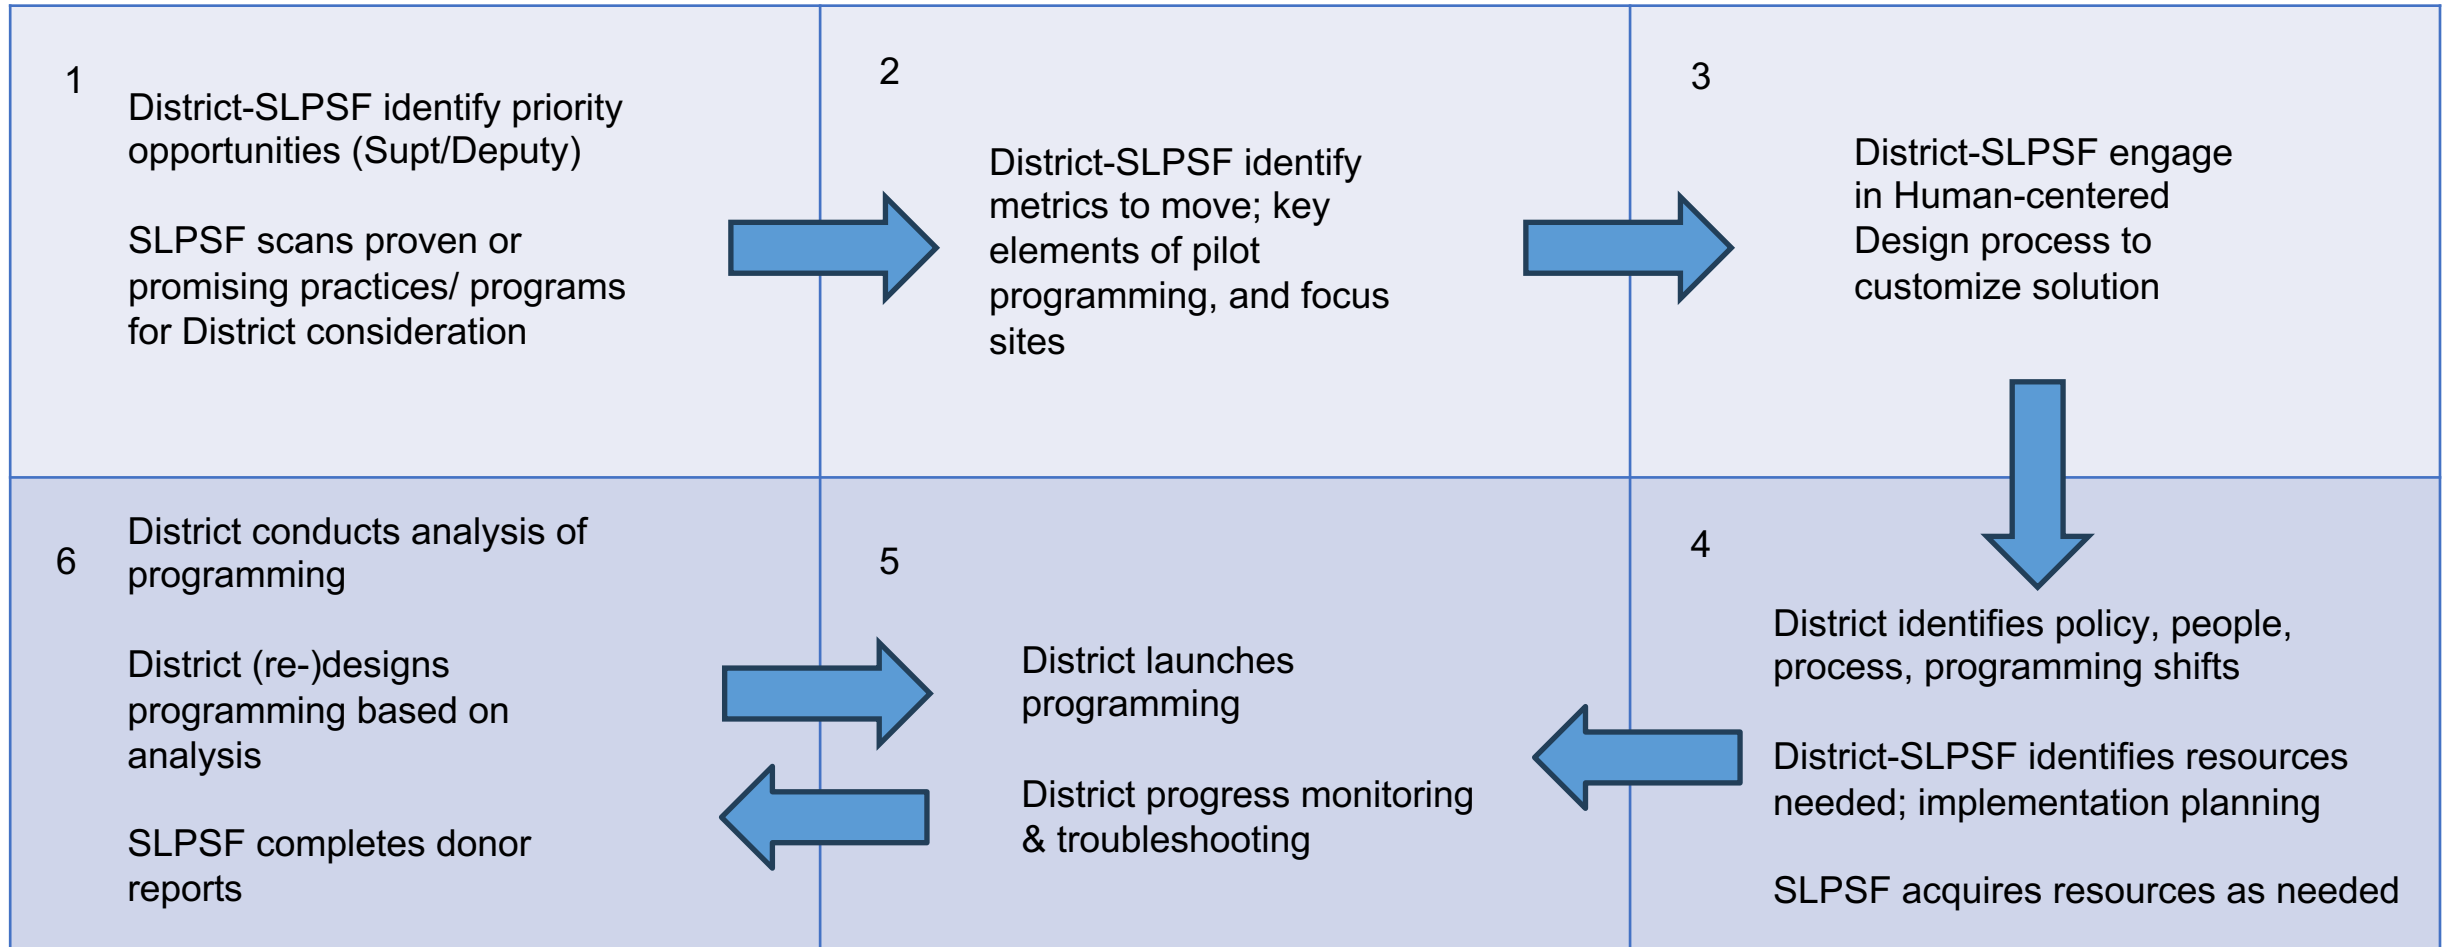 1
District-SLPSF identify priority
opportunities (Supt/Deputy)
SLPSF scans proven or
promising practices/ programs
for District consideration
2
District-SLPSF identify
metrics to move; key
elements of pilot
programming, and focus
sites
3
District-SLPSF engage
in Human-centered
Design process to
customize solution
4
District identifies policy, people,
process, programming shifts
District-SLPSF identifies resources
needed; implementation planning
SLPSF acquires resources as needed
5
District launches
programming
District progress monitoring
& troubleshooting
6
District conducts analysis of
programming
District (re-)designs
programming based on
analysis
SLPSF completes donor
reports